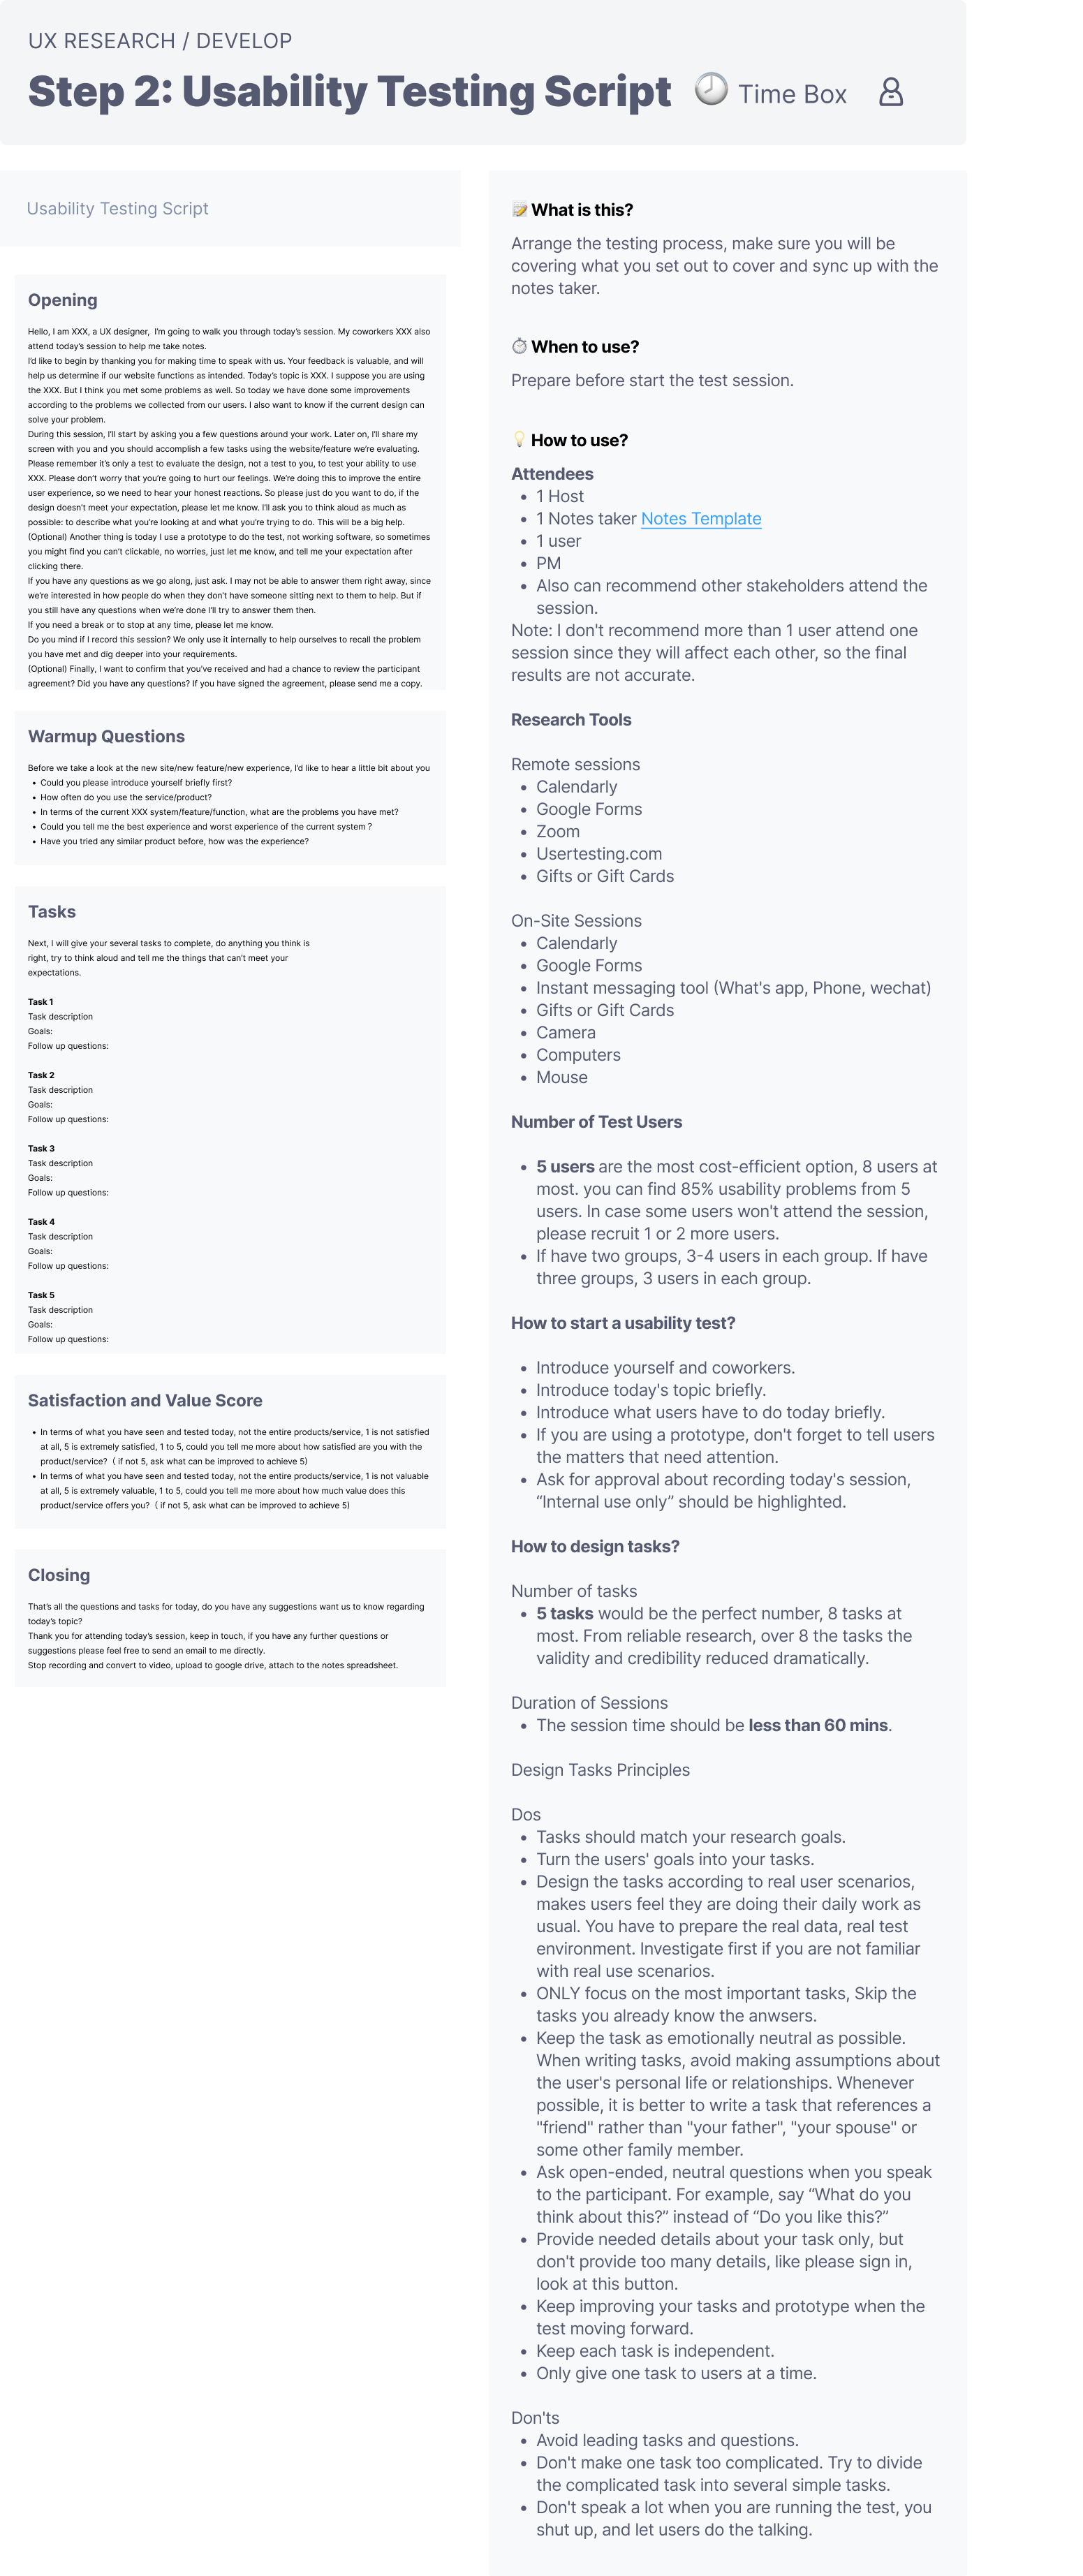 UX RESEARCH / DEVELOP
Step 2: Usability Testing Script
Time Box
Usability Testing Script
Opening
Hello, I am XXX, a UX designer,  I'm going to walk you through today's session. My coworkers XXX also
attend today's session to help me take notes.
I'd like to begin by thanking you for making time to speak with us. Your feedback is valuable, and will
help us determine if our website functions as intended. Today's topic is XXX. I suppose you are using
the XXX. But I think you met some problems as well. So today we have done some improvements
according to the problems we collected from our users. I also want to know if the current design can
solve your problem.
During this session, I'll start by asking you a few questions around your work. Later on, I'll share my
screen with you and you should accomplish a few tasks using the website/feature we're evaluating.
Please remember it's only a test to evaluate the design, not a test to you, to test your ability to use
XXX. Please don't worry that you're going to hurt our feelings. We're doing this to improve the entire
user experience, so we need to hear your honest reactions. So please just do you want to do, if the
design doesn't meet your expectation, please let me know. I'll ask you to think aloud as much as
possible: to describe what you're looking at and what you're trying to do. This will be a big help.
(Optional) Another thing is today I use a prototype to do the test, not working software, so sometimes
you might find you can't clickable, no worries, just let me know, and tell me your expectation after
clicking there.
If you have any questions as we go along, just ask. I may not be able to answer them right away, since
we're interested in how people do when they don't have someone sitting next to them to help. But if
you still have any questions when we're done I'll try to answer them then.
If you need a break or to stop at any time, please let me know.
Do you mind if I record this session? We only use it internally to help ourselves to recall the problem
you have met and dig deeper into your requirements.
(Optional) Finally, I want to confirm that you've received and had a chance to review the participant
agreement? Did you have any questions? If you have signed the agreement, please send me a copy.
Warmup Questions
Before we take a look at the new site/new feature/new experience, I'd like to hear a little bit about you
• Could you please introduce yourself briefly first?
• How often do you use the service/product?
• In terms of the current XXX system/feature/function, what are the problems you have met?
• Could you tell me the best experience and worst experience of the current system？
• Have you tried any similar product before, how was the experience?
Tasks
Next, I will give your several tasks to complete, do anything you think is
right, try to think aloud and tell me the things that can't meet your
expectations.
Task 1
Task description
Goals:
Follow up questions:
Task 2
Task description
Goals:
Follow up questions:
Task 3
Task description
Goals:
Follow up questions:
Task 4
Task description
Goals:
Follow up questions:
Task 5
Task description
Goals:
Follow up questions:
Satisfaction and Value Score
• In terms of what you have seen and tested today, not the entire products/service, 1 is not satisfied
at all, 5 is extremely satisfied, 1 to 5, could you tell me more about how satisfied are you with the
product/service?（ if not 5, ask what can be improved to achieve 5)
• In terms of what you have seen and tested today, not the entire products/service, 1 is not valuable
at all, 5 is extremely valuable, 1 to 5, could you tell me more about how much value does this
product/service offers you?（ if not 5, ask what can be improved to achieve 5)
Closing
That's all the questions and tasks for today, do you have any suggestions want us to know regarding
today's topic?
Thank you for attending today's session, keep in touch, if you have any further questions or
suggestions please feel free to send an email to me directly.
Stop recording and convert to video, upload to google drive, attach to the notes spreadsheet.
📝 What is this?
Arrange the testing process, make sure you will be
covering what you set out to cover and sync up with the
notes taker.
⏱ When to use?
Prepare before start the test session.
💡 How to use?
Attendees
• 1 Host
• 1 Notes taker Notes Template
• 1 user
• PM
• Also can recommend other stakeholders attend the
session.
Note: I don't recommend more than 1 user attend one
session since they will affect each other, so the final
results are not accurate.
Research Tools
Remote sessions
• Calendarly
• Google Forms
• Zoom
• Usertesting.com
• Gifts or Gift Cards
On-Site Sessions
• Calendarly
• Google Forms
• Instant messaging tool (What's app, Phone, wechat)
• Gifts or Gift Cards
• Camera
• Computers
• Mouse
Number of Test Users
• 5 users are the most cost-efficient option, 8 users at
most. you can find 85% usability problems from 5
users. In case some users won't attend the session,
please recruit 1 or 2 more users.
• If have two groups, 3-4 users in each group. If have
three groups, 3 users in each group.
How to start a usability test?
• Introduce yourself and coworkers.
• Introduce today's topic briefly.
• Introduce what users have to do today briefly.
• If you are using a prototype, don't forget to tell users
the matters that need attention.
• Ask for approval about recording today's session,
“Internal use only” should be highlighted.
How to design tasks?
Number of tasks
• 5 tasks would be the perfect number, 8 tasks at
most. From reliable research, over 8 the tasks the
validity and credibility reduced dramatically.
Duration of Sessions
• The session time should be less than 60 mins.
Design Tasks Principles
Dos
• Tasks should match your research goals.
• Turn the users' goals into your tasks.
• Design the tasks according to real user scenarios,
makes users feel they are doing their daily work as
usual. You have to prepare the real data, real test
environment. Investigate first if you are not familiar
with real use scenarios.
• ONLY focus on the most important tasks, Skip the
tasks you already know the anwsers.
• Keep the task as emotionally neutral as possible.
When writing tasks, avoid making assumptions about
the user's personal life or relationships. Whenever
possible, it is better to write a task that references a
"friend" rather than "your father", "your spouse" or
some other family member.
• Ask open-ended, neutral questions when you speak
to the participant. For example, say “What do you
think about this?” instead of “Do you like this?”
• Provide needed details about your task only, but
don't provide too many details, like please sign in,
look at this button.
• Keep improving your tasks and prototype when the
test moving forward.
• Keep each task is independent.
• Only give one task to users at a time.
Don'ts
• Avoid leading tasks and questions.
• Don't make one task too complicated. Try to divide
the complicated task into several simple tasks.
• Don't speak a lot when you are running the test, you
shut up, and let users do the talking.